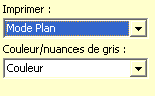 Imprimer :
Mode Plan
Couleur/nuances de gris :
Couleur